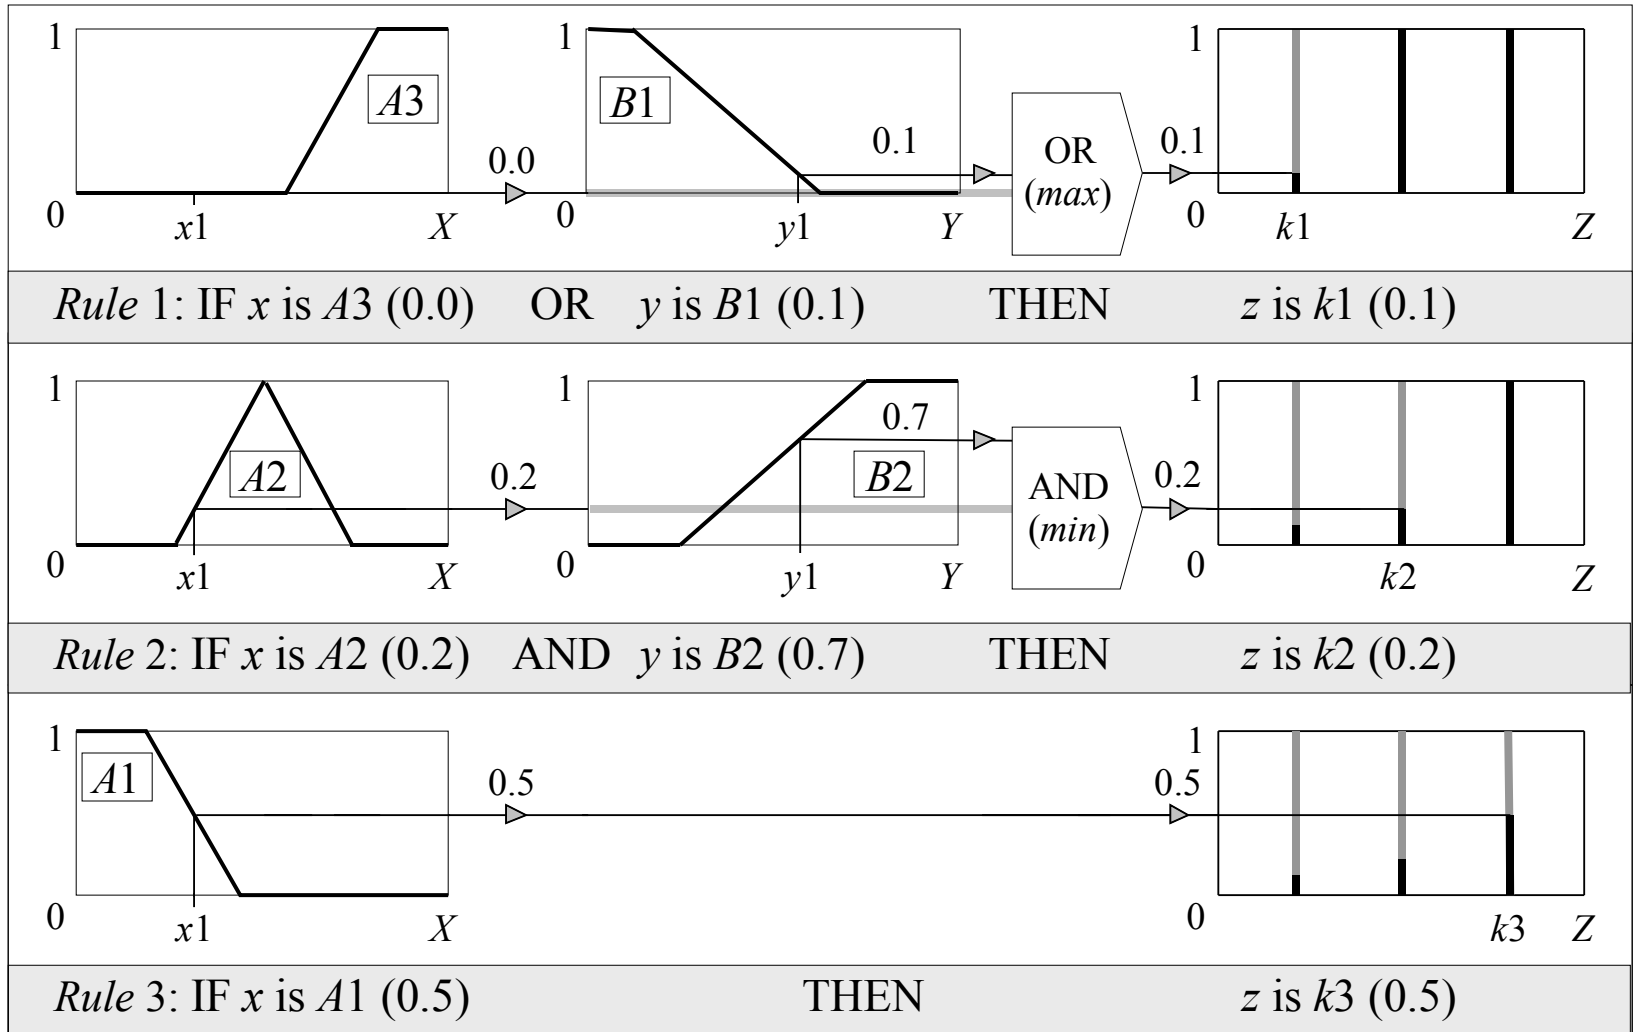 1
A3
0.0
0
x1
X
1
B1
0.1
0
y1
Y
OR
(max)
0.1
1
0
k1
Z
Rule 1: IF x is A3 (0.0) OR y is B1 (0.1) THEN z is k1 (0.1)
1
A2
0.2
0
x1
X
1
0.7
B2
0
y1
Y
AND
(min)
0.2
1
0
k2
Z
Rule 2: IF x is A2 (0.2) AND y is B2 (0.7) THEN z is k2 (0.2)
1
A1
0.5
0
x1
X
0.5
1
0
k3
Z
Rule 3: IF x is A1 (0.5) THEN z is k3 (0.5)